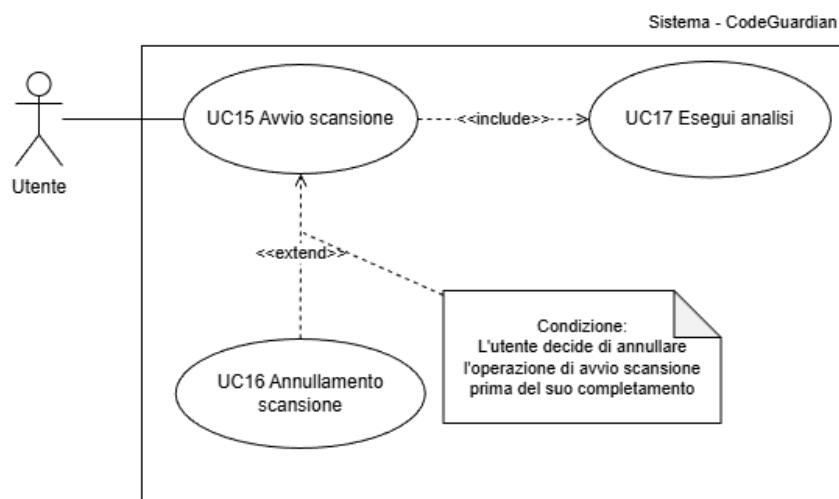 Sistema - CodeGuardian
UC15 Avvio scansione
<<include>>
UC17 Esegui analisi
Utente
<<extend>>
Condizione:
L'utente decide di annullare
l'operazione di avvio scansione
prima del suo completamento
UC16 Annullamento
scansione